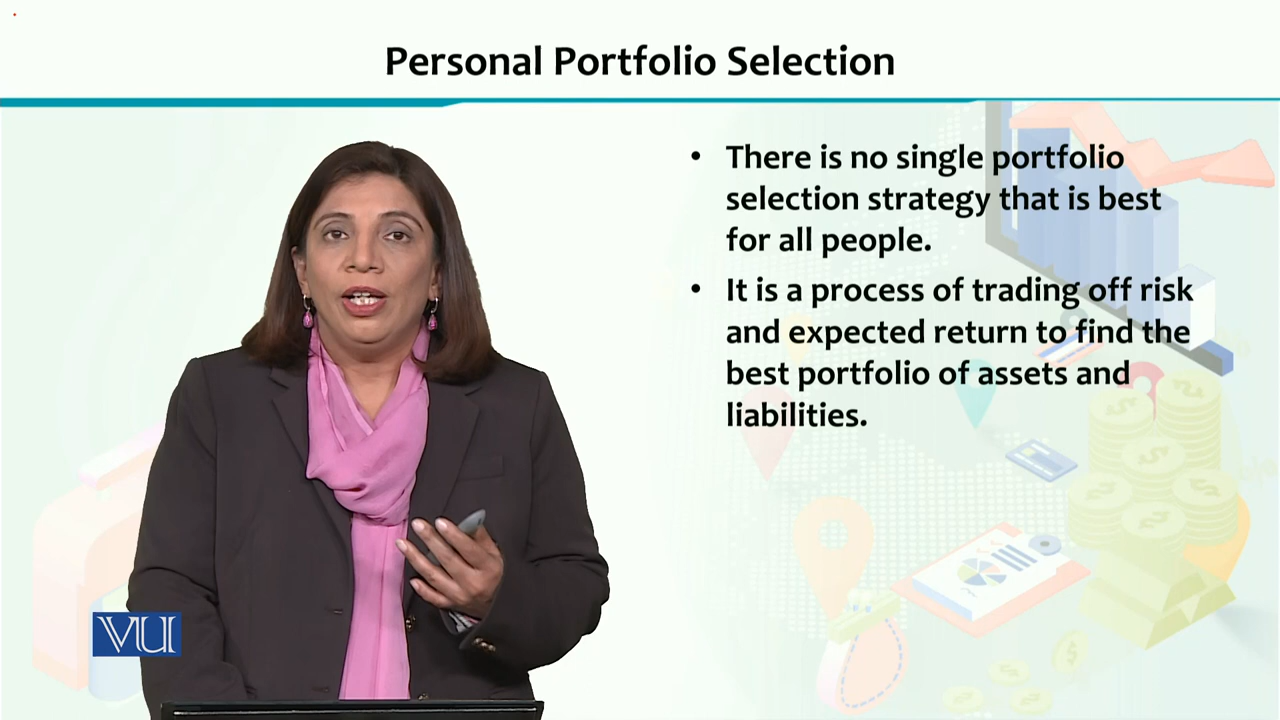 Personal Portfolio Selection
• There is no single portfolio
selection strategy that is best
for all people.
• It is a process of trading off risk
and expected return to find the
best portfolio of assets and
liabilities.
VU